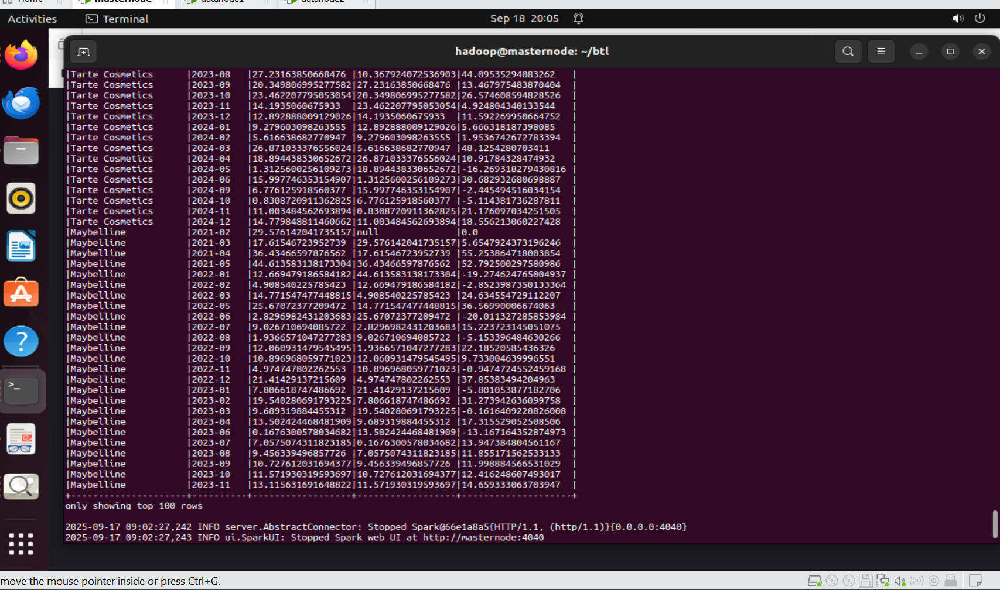 Home
masternode
datanode1
datanode2
Activities
Terminal
Sep 18 20:05
hadoop@masternode: ~/btl
|Tarte Cosmetics      |2023-08   |27.23163850668476 |10.367924072536903|44.09535294083262   |
|Tarte Cosmetics      |2023-09   |20.349806995277582|27.23163850668476 |13.467975483870404  |
|Tarte Cosmetics      |2023-10   |23.462207795053054|20.349806995277582|26.574608594828526  |
|Tarte Cosmetics      |2023-11   |14.1935060675933  |23.462207795053054|4.924804340133544   |
|Tarte Cosmetics      |2023-12   |12.892888009129026|14.1935060675933  |11.592269950664752  |
|Tarte Cosmetics      |2024-01   |9.279603098263555 |12.892888009129026|5.666318187398085   |
|Tarte Cosmetics      |2024-02   |5.616638682770947 |9.279603098263555 |1.9536742672783394  |
|Tarte Cosmetics      |2024-03   |26.871033376556024|5.616638682770947 |48.1254280703411    |
|Tarte Cosmetics      |2024-04   |18.894438330652672|26.871033376556024|10.91784328474932   |
|Tarte Cosmetics      |2024-05   |1.3125600256109273|18.894438330652672|-16.269318279430816 |
|Tarte Cosmetics      |2024-06   |15.997746353154907|1.3125600256109273|30.682932680698887  |
|Tarte Cosmetics      |2024-09   |6.776125918560377 |15.997746353154907|-2.445494516034154  |
|Tarte Cosmetics      |2024-10   |0.8308720911362825|6.776125918560377 |-5.114381736287811  |
|Tarte Cosmetics      |2024-11   |11.003484562693894|0.8308720911362825|21.176097034251505  |
|Tarte Cosmetics      |2024-12   |14.779848811460662|11.003484562693894|18.556213060227428  |
|Maybelline           |2021-02   |29.576142041735157|null              |0.0                 |
|Maybelline           |2021-03   |17.61546723952739 |29.576142041735157|5.6547924373196246  |
|Maybelline           |2021-04   |36.43466597876562 |17.61546723952739 |55.253864718003854  |
|Maybelline           |2021-05   |44.613583138173304|36.43466597876562 |52.792500297580986  |
|Maybelline           |2022-01   |12.669479186584182|44.613583138173304|-19.274624765004937 |
|Maybelline           |2022-02   |4.908540225785423 |12.669479186584182|-2.8523987350133364 |
|Maybelline           |2022-03   |14.771547477448815|4.908540225785423 |24.634554729112207  |
|Maybelline           |2022-05   |25.67072377209472 |14.771547477448815|36.56990006674063   |
|Maybelline           |2022-06   |2.8296982431203683|25.67072377209472 |-20.011327285853984 |
|Maybelline           |2022-07   |9.026710694085722 |2.8296982431203683|15.223723145051075  |
|Maybelline           |2022-08   |1.9366571047277283|9.026710694085722 |-5.153396484630266  |
|Maybelline           |2022-09   |12.060931479545495|1.9366571047277283|22.18520585436326   |
|Maybelline           |2022-10   |10.896968059771023|12.060931479545495|9.733004639996551   |
|Maybelline           |2022-11   |4.974747802262553 |10.896968059771023|-0.9474724552459168 |
|Maybelline           |2022-12   |21.41429137215609 |4.974747802262553 |37.85383494204963   |
|Maybelline           |2023-01   |7.806618747486692 |21.41429137215609 |-5.801053877182706  |
|Maybelline           |2023-02   |19.540280691793225|7.806618747486692 |31.273942636099758  |
|Maybelline           |2023-03   |9.689319884455312 |19.540280691793225|-0.1616409228826008 |
|Maybelline           |2023-04   |13.502424468481909|9.689319884455312 |17.315529052508506  |
|Maybelline           |2023-06   |0.1676300578034682|13.502424468481909|-13.167164352874973 |
|Maybelline           |2023-07   |7.0575074311823185|0.1676300578034682|13.947384804561167  |
|Maybelline           |2023-08   |9.456339496857726 |7.0575074311823185|11.855171562533133  |
|Maybelline           |2023-09   |10.727612031694377|9.456339496857726 |11.998884566531029  |
|Maybelline           |2023-10   |11.571930319593697|10.727612031694377|12.416248607493017  |
|Maybelline           |2023-11   |13.115631691648822|11.571930319593697|14.659333063703947  |
+---------------------+----------+------------------+------------------+--------------------+
only showing top 100 rows
2025-09-17 09:02:27,242 INFO server.AbstractConnector: Stopped Spark@66e1a8a5{HTTP/1.1, (http/1.1)}{0.0.0.0:4040}
2025-09-17 09:02:27,243 INFO ui.SparkUI: Stopped Spark web UI at http://masternode:4040
move the mouse pointer inside or press Ctrl+G.